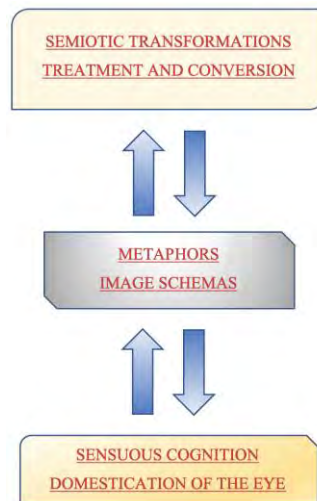 SEMIOTIC TRANSFORMATIONS
TREATMENT AND CONVERSION
METAPHORS
IMAGE SCHEMAS
SENSUOUS COGNITION
DOMESTICATION OF THE EYE